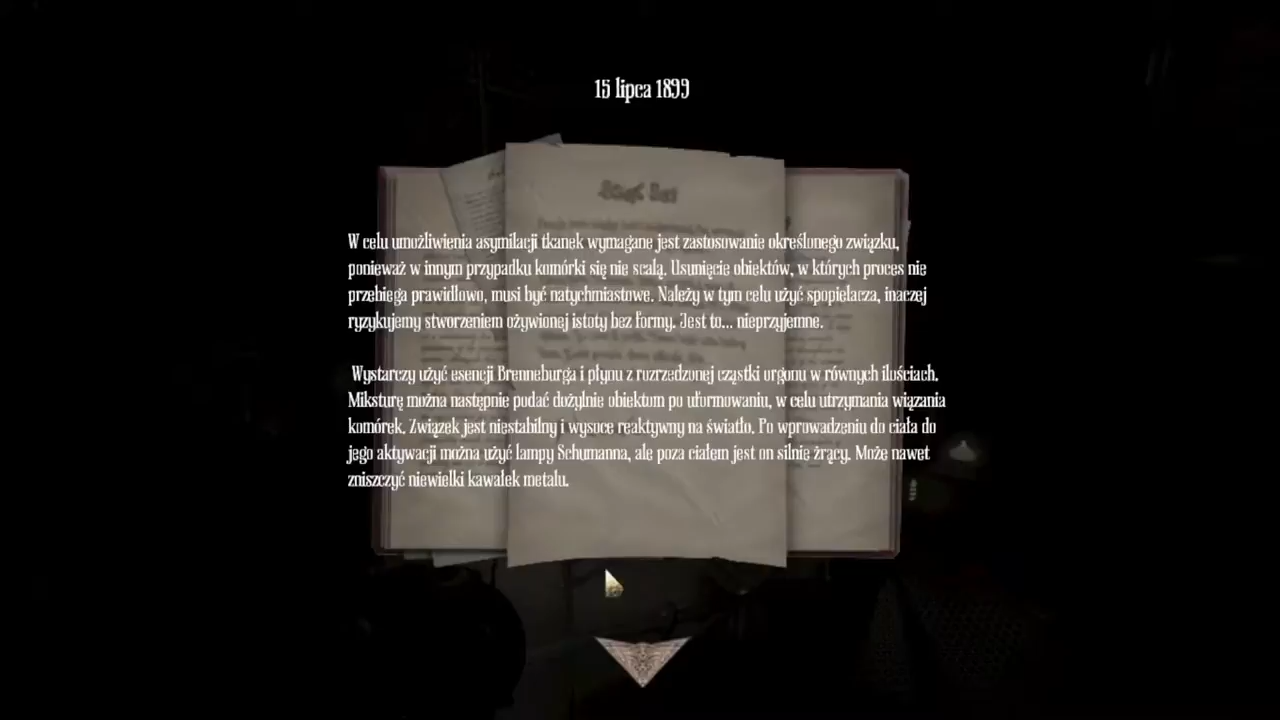 15 lipca 1899
W celu umożliwienia asymilacji tkanek wymagane jest zastosowanie określonego związku,
ponieważ w innym przypadku komórki się nie scalą. Usunięcie obiektów, w których proces nie
przebiega prawidłowo, musi być natychmiastowe. Należy w tym celu użyć spopielacza, inaczej
ryzykujemy stworzeniem ożywionej istoty bez formy. Jest to... nieprzyjemne.
Wystarczy użyć esencji Brenneburga i płynu z rozrzedzonej cząstki orgonu w równych ilościach.
Miksturę można następnie podać dożylnie obiektom po uformowaniu, w celu utrzymania wiązania
komórek. Związek jest niestabilny i wysoce reaktywny na światło. Po wprowadzeniu do ciała do
jego aktywacji można użyć lampy Schumanna, ale poza ciałem jest on silnie żrący. Może nawet
zniszczyć niewielki kawałek metalu.